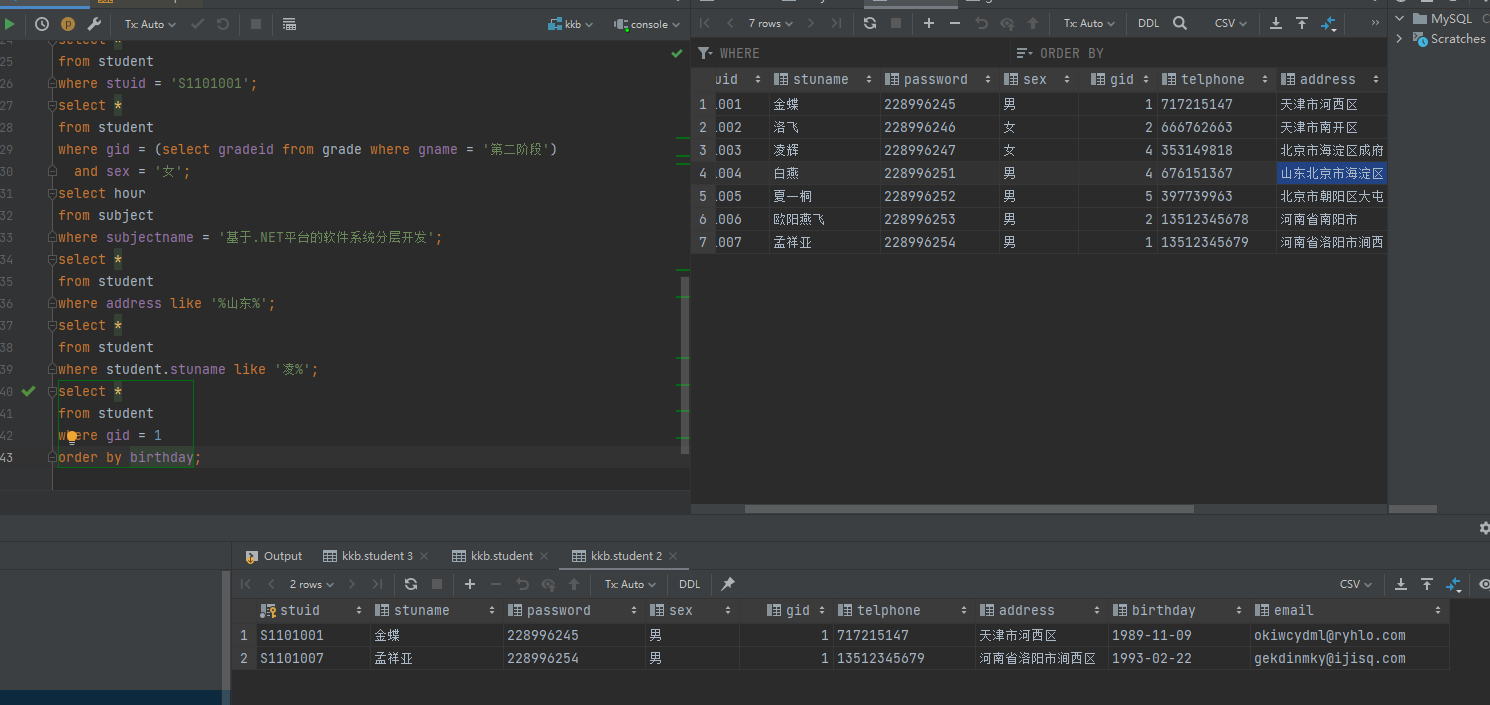 Tx: Auto kkb console
24 select *
25 from student
26 where stuid = 'S1101001';
27 select *
28 from student
29 where gid = (select gradeid from grade where gname = '第二阶段')
30 and sex = '女';
31 select hour
32 from subject
33 where subjectname = '基于.NET平台的软件系统分层开发';
34 select *
35 from student
36 where address like '%山东%';
37 select *
38 from student
39 where student.stuname like '凌%';
40 select *
41 from student
42 where gid = 1
43 order by birthday;
7 rows Tx: Auto DDL CSV
WHERE ORDER BY
uid stuname password sex gid telphone address
1 .001 金蝶 228996245 男 1 717215147 天津市河西区
2 .002 洛飞 228996246 女 2 666762663 天津市南开区
3 .003 凌辉 228996247 女 4 353149818 北京市海淀区成府
4 .004 白燕 228996251 男 4 676151367 山东北京市海淀区
5 .005 夏一桐 228996252 男 5 397739963 北京市朝阳区大屯
6 .006 欧阳燕飞 228996253 男 2 13512345678 河南省南阳市
7 .007 孟祥亚 228996254 男 1 13512345679 河南省洛阳市涧西
MySQL
Scratches
Output kkb.student 3 kkb.student kkb.student 2
2 rows Tx: Auto DDL CSV
stuid stuname password sex gid telphone address birthday email
1 S1101001 金蝶 228996245 男 1 717215147 天津市河西区 1989-11-09 okiwcydml@ryhlo.com
2 S1101007 孟祥亚 228996254 男 1 13512345679 河南省洛阳市涧西区 1993-02-22 gekdinmky@ijisq.com